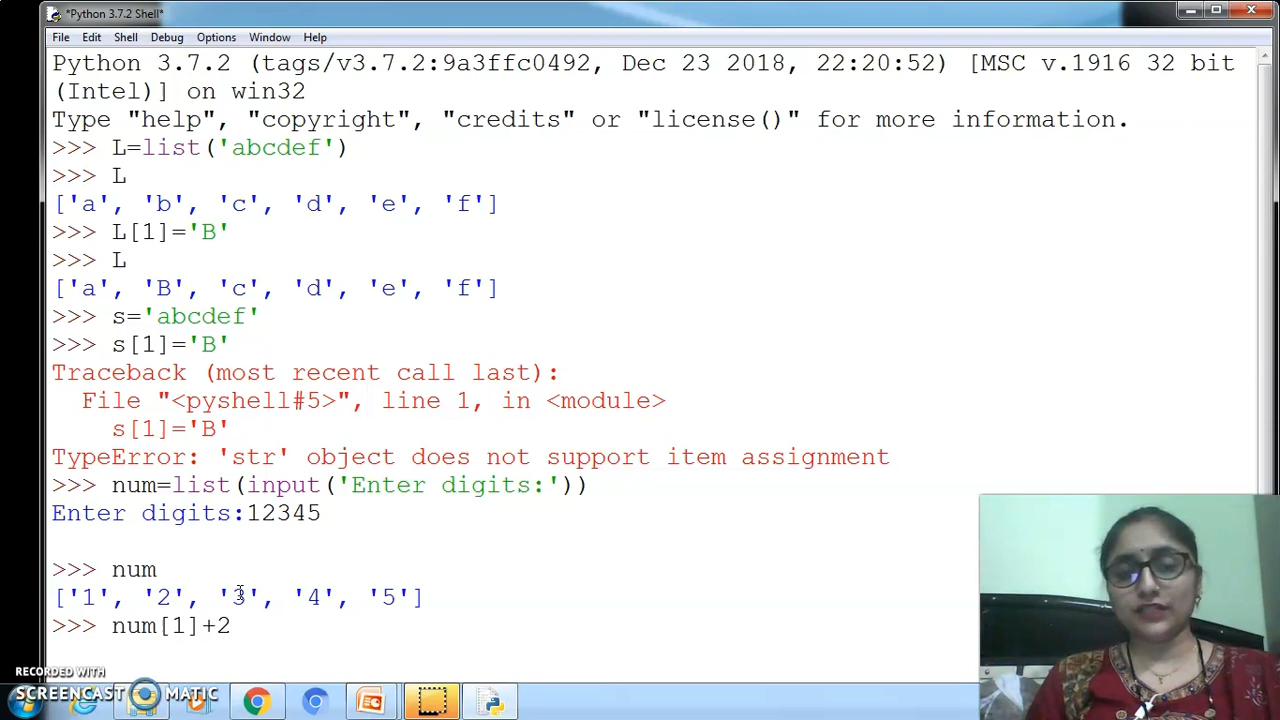 *Python 3.7.2 Shell*
File Edit Shell Debug Options Window Help
Python 3.7.2 (tags/v3.7.2:9a3ffc0492, Dec 23 2018, 22:20:52) [MSC v.1916 32 bit
(Intel)] on win32
Type "help", "copyright", "credits" or "license()" for more information.
>>> L=list('abcdef')
>>> L
['a', 'b', 'c', 'd', 'e', 'f']
>>> L[1]='B'
>>> L
['a', 'B', 'c', 'd', 'e', 'f']
>>> s='abcdef'
>>> s[1]='B'
Traceback (most recent call last):
  File "<pyshell#5>", line 1, in <module>
    s[1]='B'
TypeError: 'str' object does not support item assignment
>>> num=list(input('Enter digits:'))
Enter digits:12345
>>> num
['1', '2', '3', '4', '5']
>>> num[1]+2
RECORDED WITH
SCREENCAST MATIC